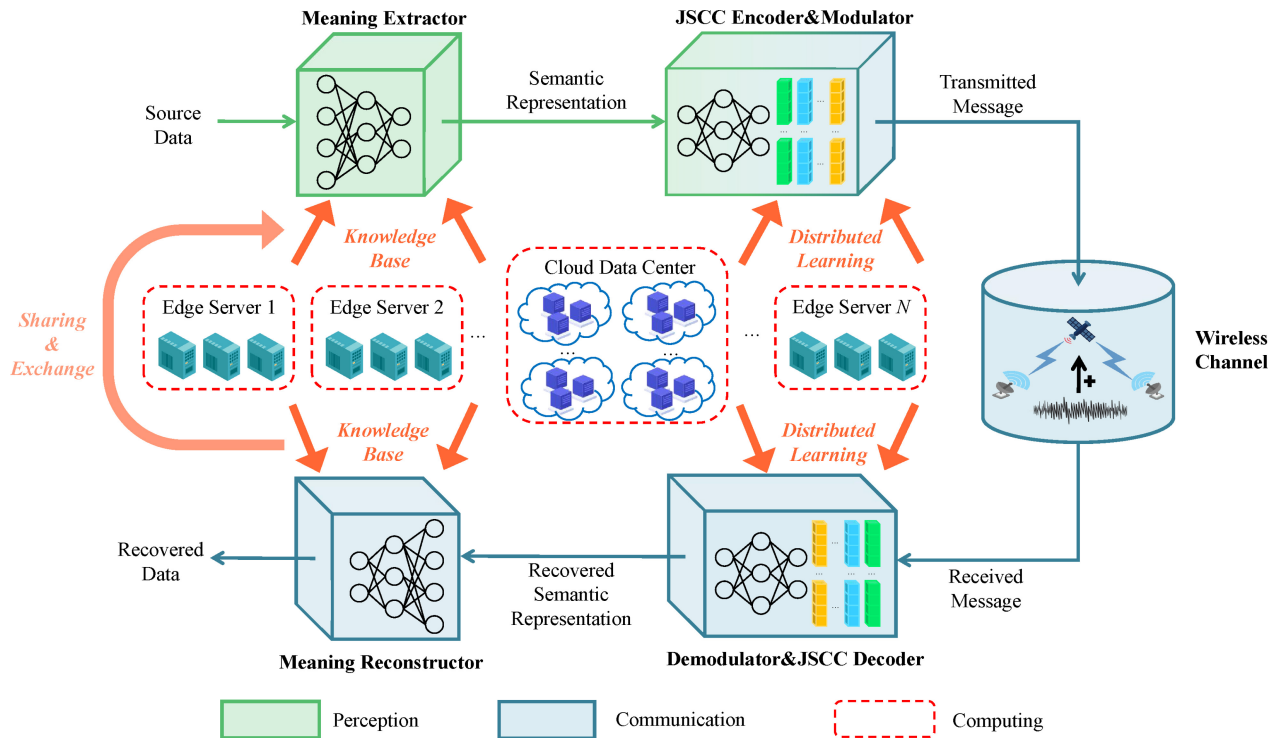 Meaning Extractor
JSCC Encoder&Modulator
Source
Data
Semantic
Representation
Transmitted
Message
Knowledge
Base
Distributed
Learning
Cloud Data Center
Sharing
&
Exchange
Edge Server 1
Edge Server 2
...
...
...
...
Edge Server N
Wireless
Channel
+
Knowledge
Base
Distributed
Learning
Recovered
Data
Recovered
Semantic
Representation
Received
Message
Meaning Reconstructor
Demodulator&JSCC Decoder
Perception
Communication
Computing